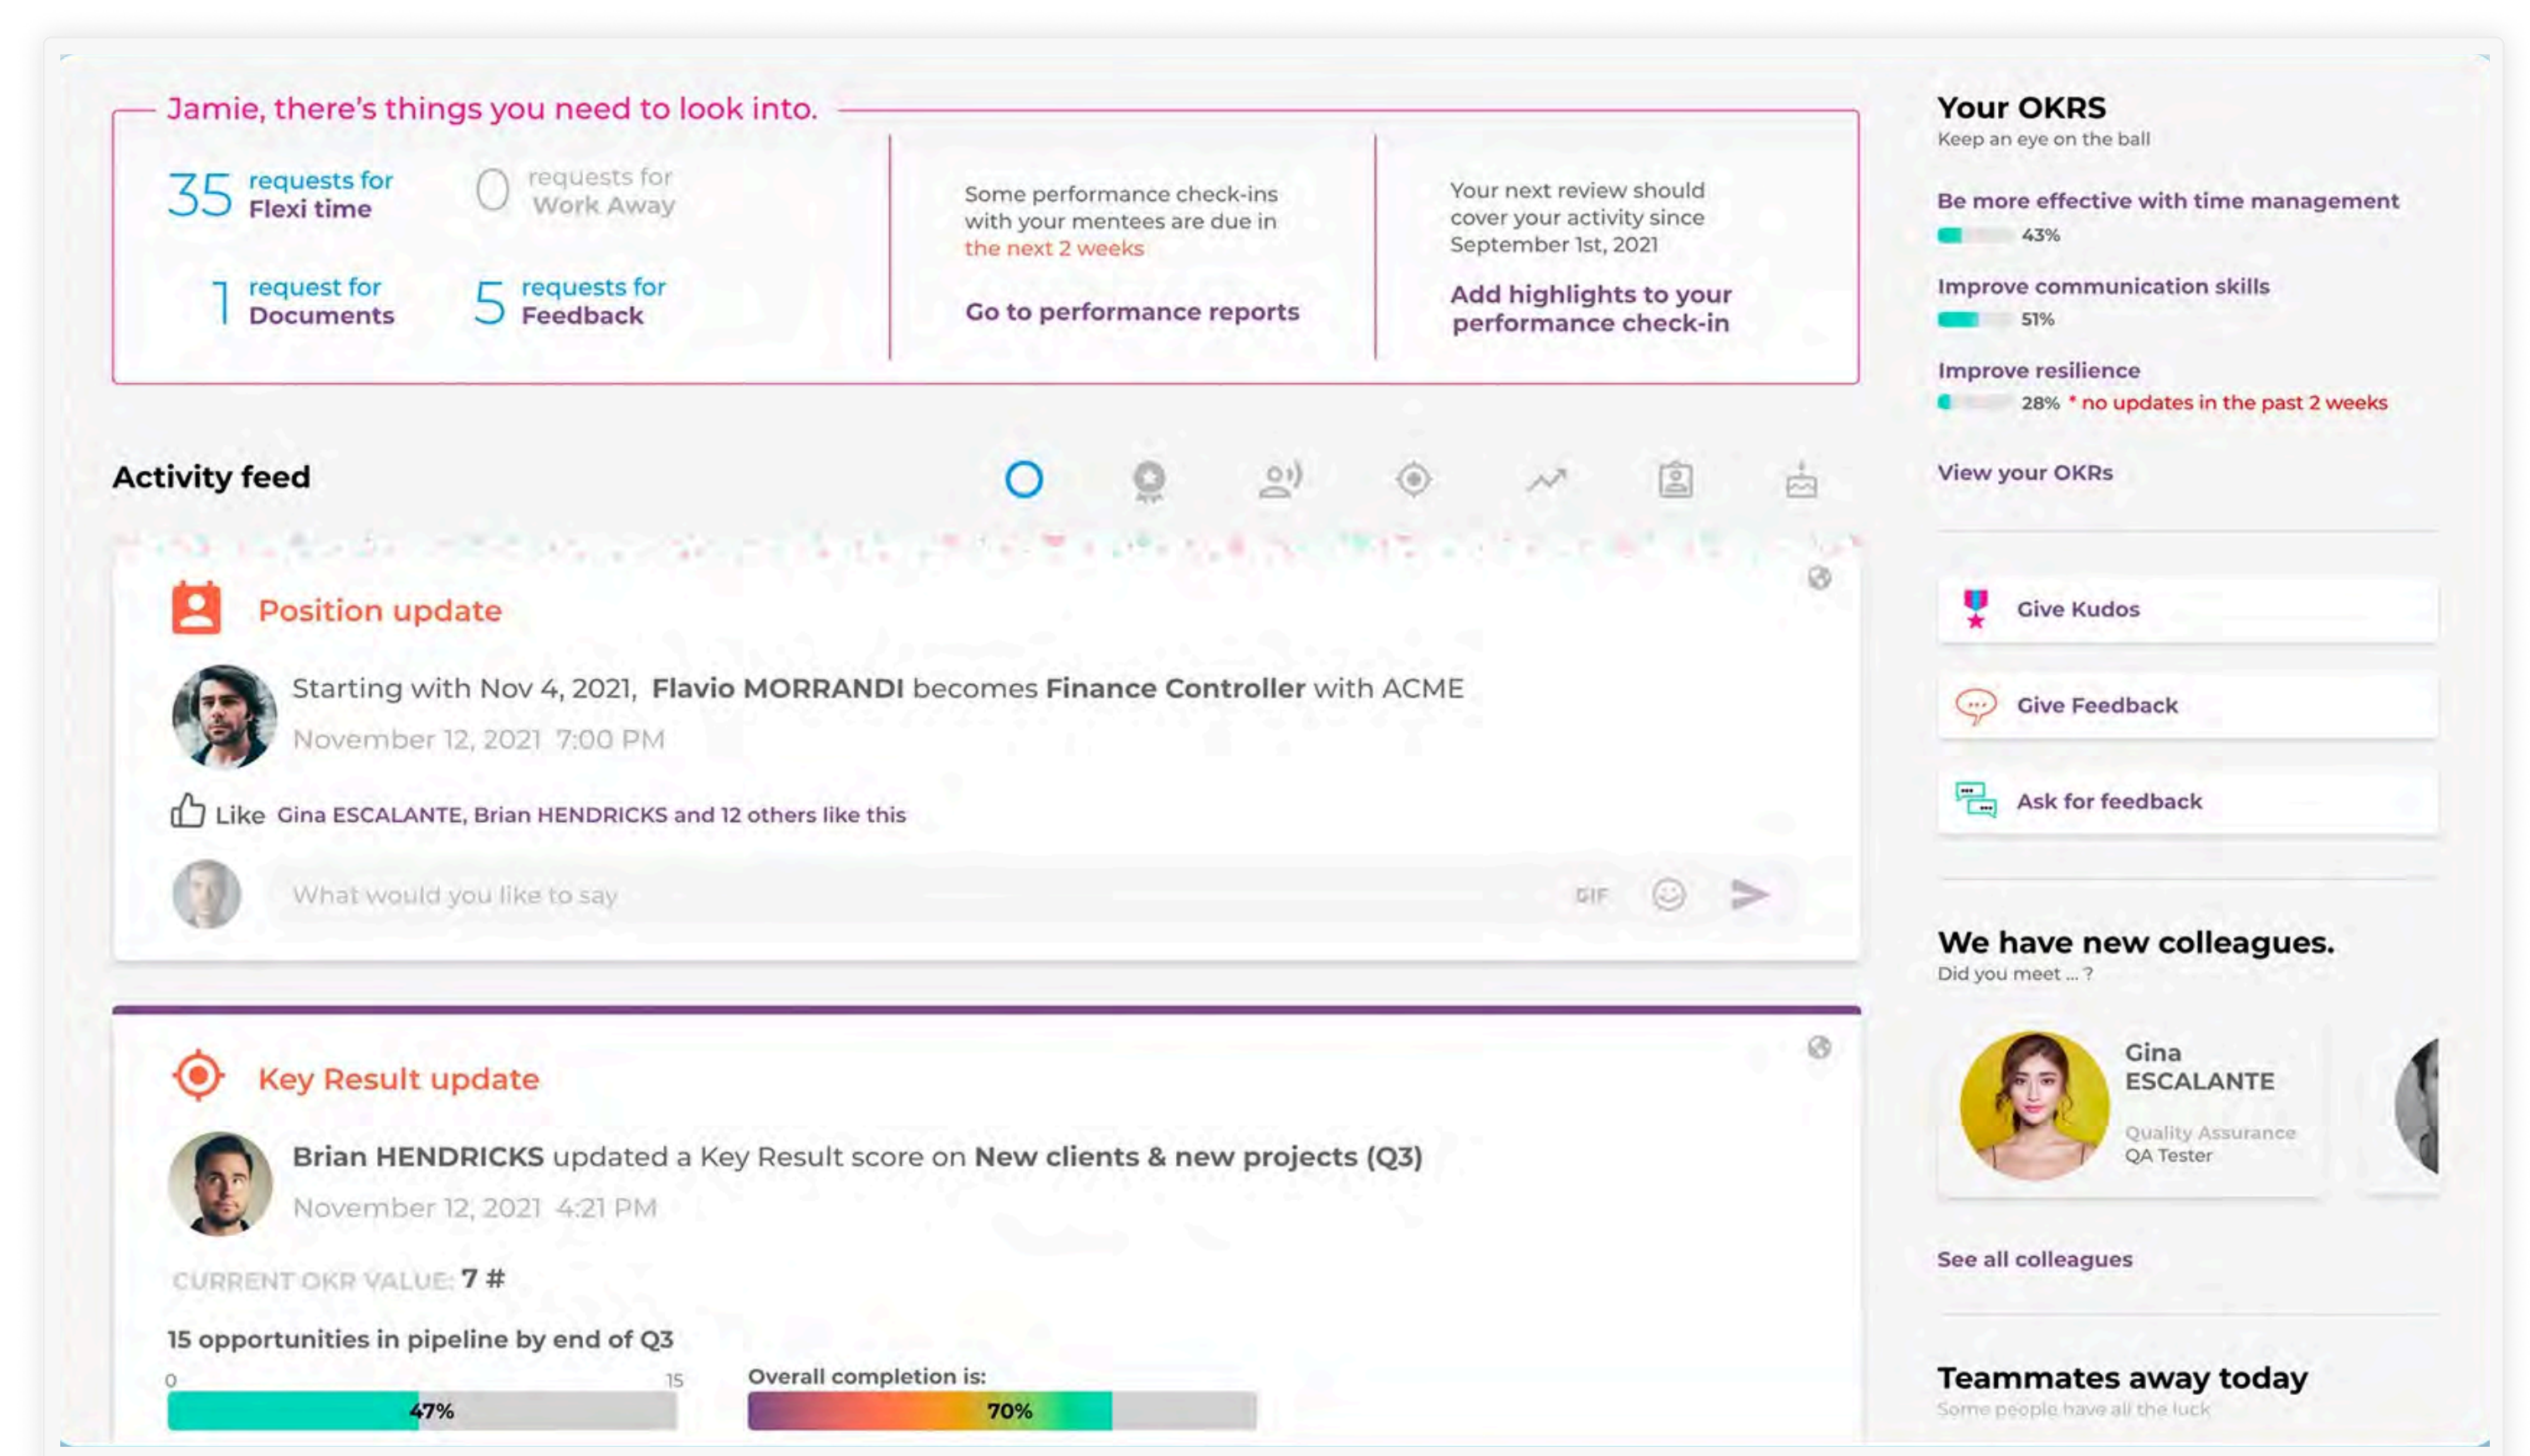 Jamie, there's things you need to look into.
35 requests for
Flexi time
0 requests for
Work Away
1 request for
Documents
5 requests for
Feedback
Some performance check-ins
with your mentees are due in
the next 2 weeks
Go to performance reports
Your next review should
cover your activity since
September 1st, 2021
Add highlights to your
performance check-in
Activity feed
Position update
Starting with Nov 4, 2021, Flavio MORRANDI becomes Finance Controller with ACME
November 12, 2021 7:00 PM
Like Gina ESCALANTE, Brian HENDRICKS and 12 others like this
What would you like to say
GIF
Key Result update
Brian HENDRICKS updated a Key Result score on New clients & new projects (Q3)
November 12, 2021 4:21 PM
CURRENT OKR VALUE: 7 #
15 opportunities in pipeline by end of Q3
0 15
47%
Overall completion is:
70%
Your OKRS
Keep an eye on the ball
Be more effective with time management
43%
Improve communication skills
51%
Improve resilience
28% * no updates in the past 2 weeks
View your OKRs
Give Kudos
Give Feedback
Ask for feedback
We have new colleagues.
Did you meet ... ?
Gina
ESCALANTE
Quality Assurance
QA Tester
See all colleagues
Teammates away today
Some people have all the luck